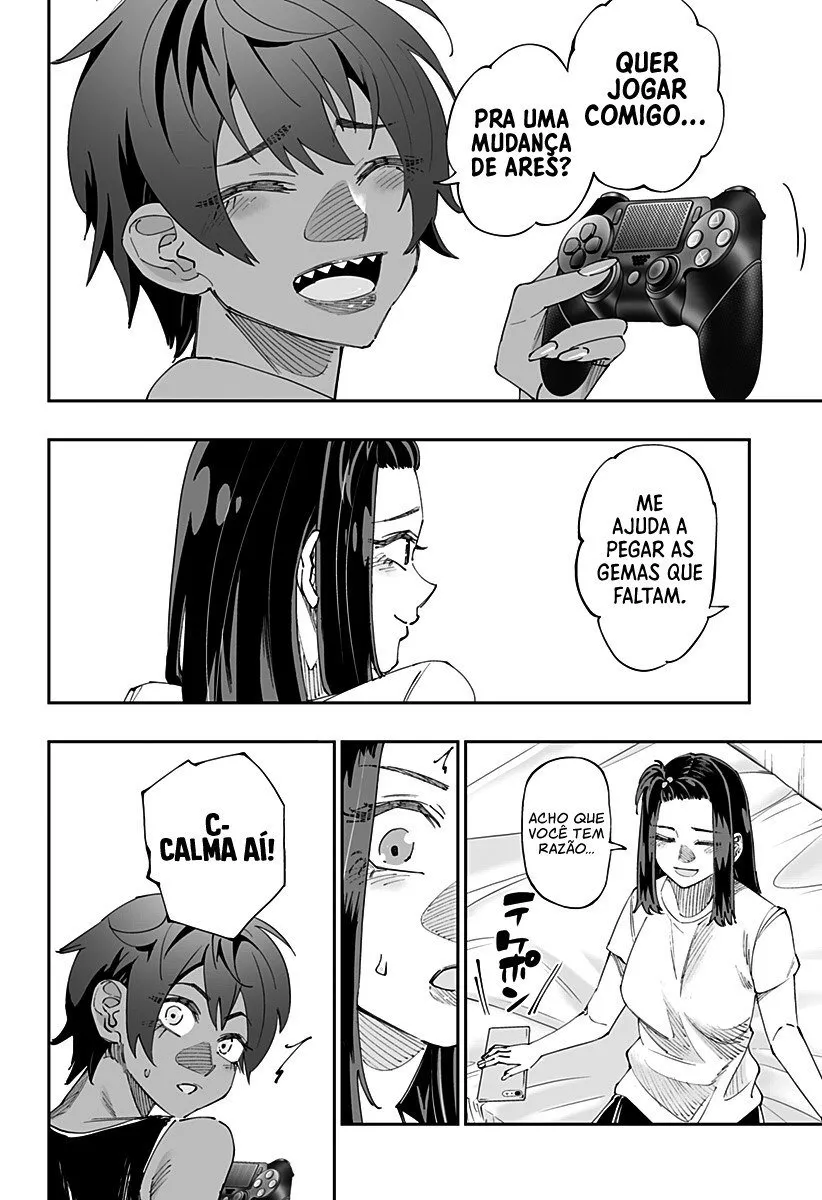 QUER
JOGAR
COMIGO...
PRA UMA
MUDANÇA
DE ARES?
ME
AJUDA A
PEGAR AS
GEMAS QUE
FALTAM.
ACHO QUE
VOCÊ TEM
RAZÃO...
テケポン
C-
CALMA AÍ!